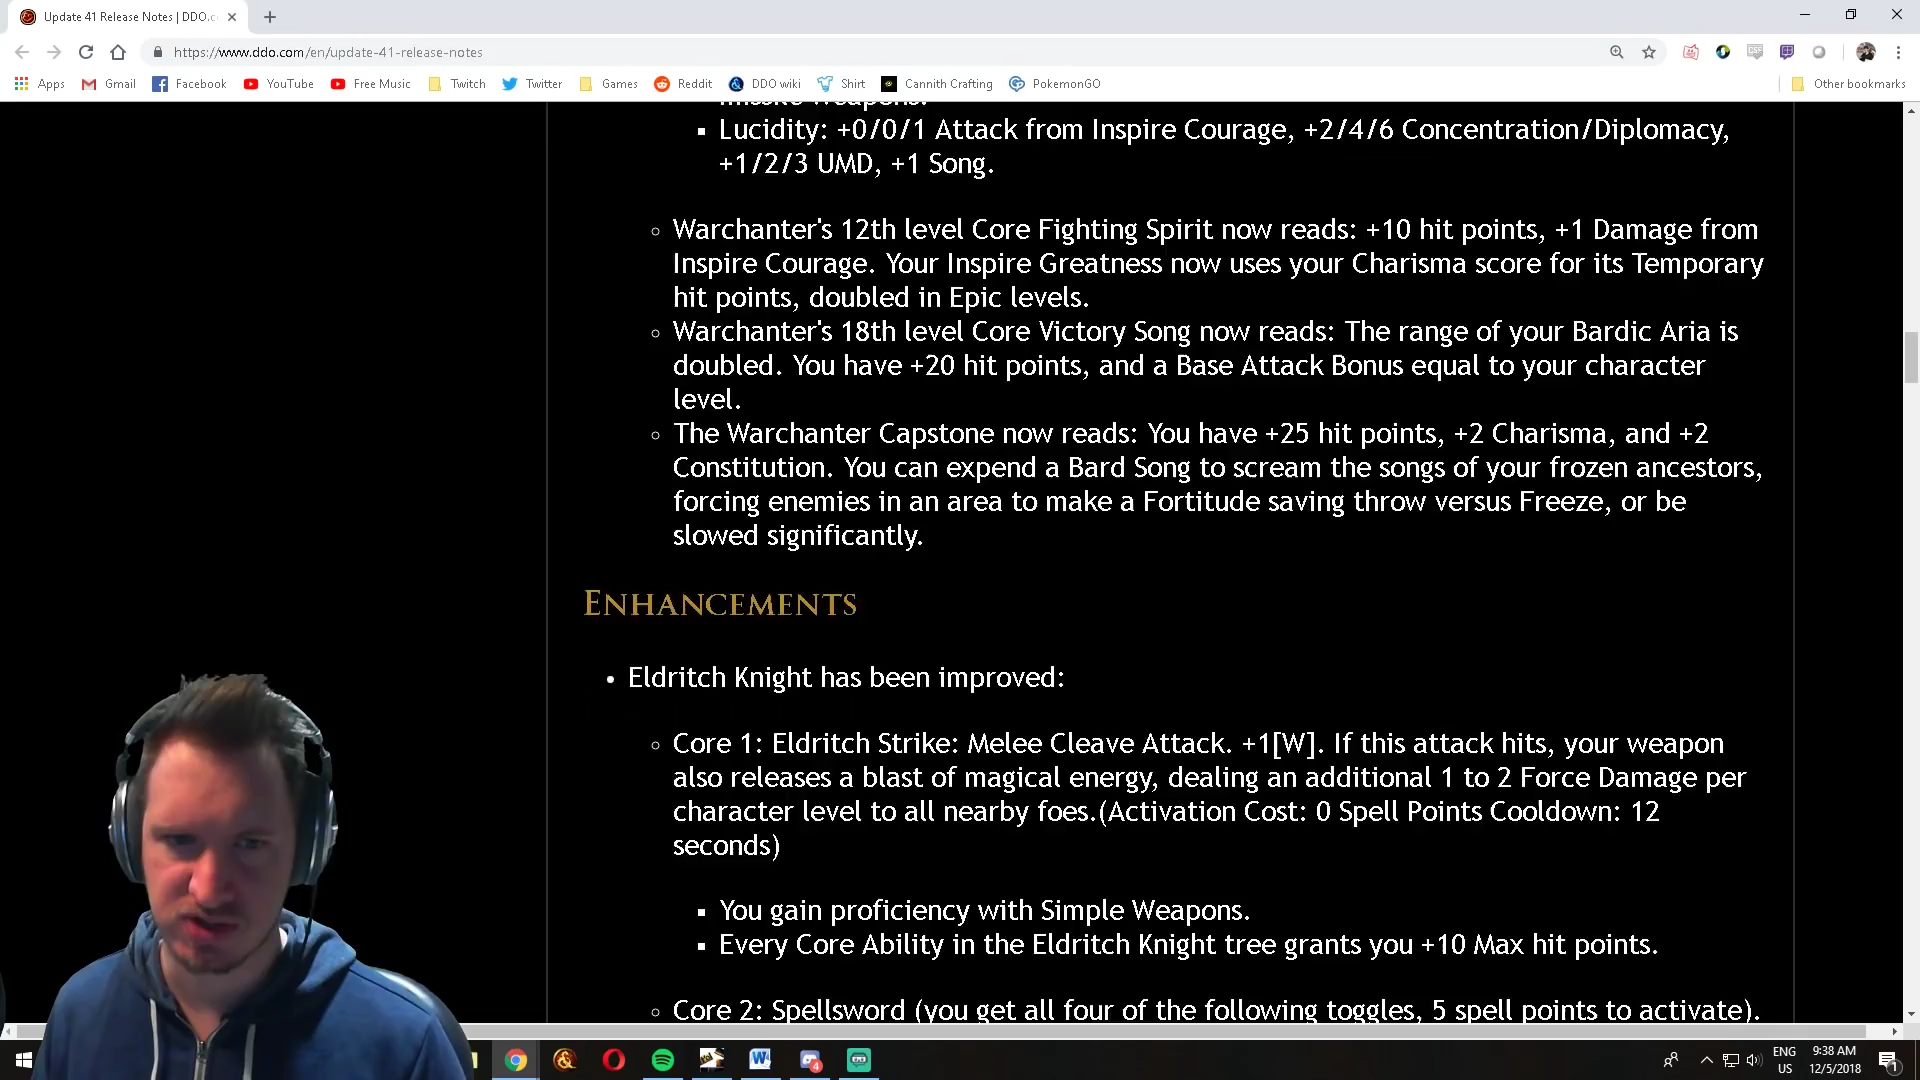 Update 41 Release Notes | DDO.c
https://www.ddo.com/en/update-41-release-notes
Apps Gmail Facebook YouTube Free Music Twitch Twitter Games Reddit DDO wiki Shirt Cannith Crafting PokemonGO Other bookmarks
Lucidity: +0/0/1 Attack from Inspire Courage, +2/4/6 Concentration/Diplomacy,
+1/2/3 UMD, +1 Song.
Warchanter's 12th level Core Fighting Spirit now reads: +10 hit points, +1 Damage from
Inspire Courage. Your Inspire Greatness now uses your Charisma score for its Temporary
hit points, doubled in Epic levels.
Warchanter's 18th level Core Victory Song now reads: The range of your Bardic Aria is
doubled. You have +20 hit points, and a Base Attack Bonus equal to your character
level.
The Warchanter Capstone now reads: You have +25 hit points, +2 Charisma, and +2
Constitution. You can expend a Bard Song to scream the songs of your frozen ancestors,
forcing enemies in an area to make a Fortitude saving throw versus Freeze, or be
slowed significantly.
ENHANCEMENTS
Eldritch Knight has been improved:
Core 1: Eldritch Strike: Melee Cleave Attack. +1[W]. If this attack hits, your weapon
also releases a blast of magical energy, dealing an additional 1 to 2 Force Damage per
character level to all nearby foes.(Activation Cost: 0 Spell Points Cooldown: 12
seconds)
You gain proficiency with Simple Weapons.
Every Core Ability in the Eldritch Knight tree grants you +10 Max hit points.
Core 2: Spellsword (you get all four of the following toggles, 5 spell points to activate).
ENG 9:38 AM
US 12/5/2018